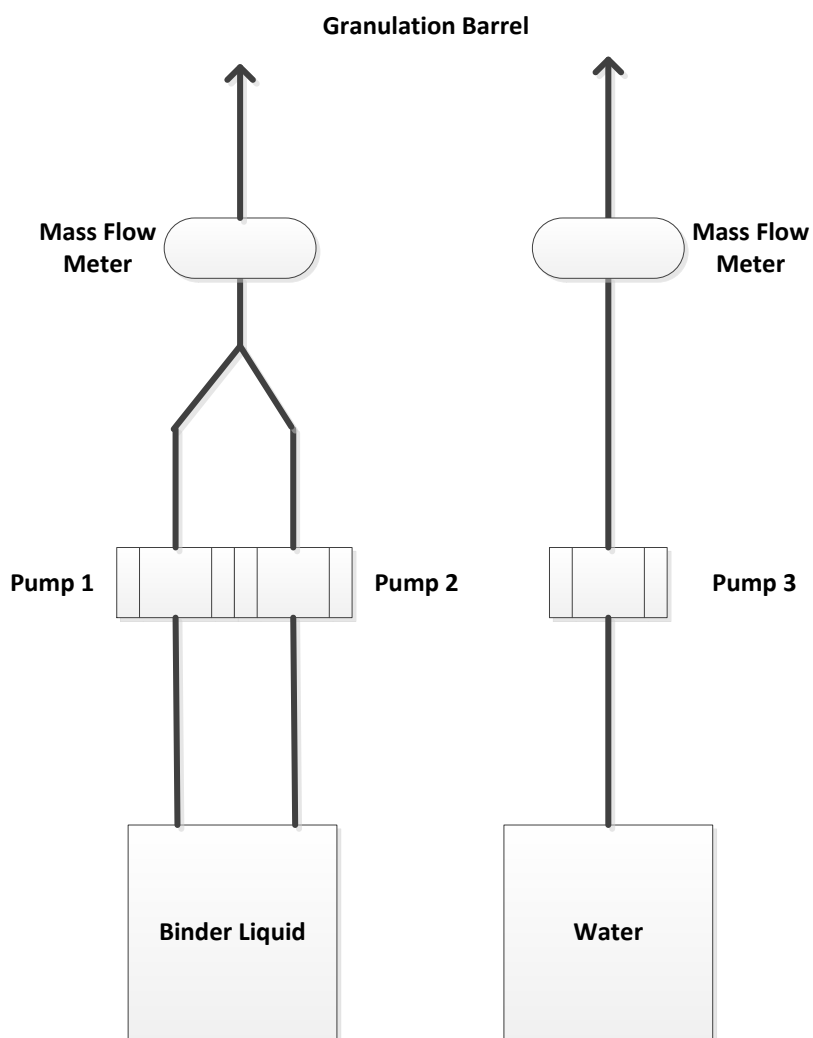 Granulation Barrel
Mass Flow
Meter
Mass Flow
Meter
Pump 1
Pump 2
Pump 3
Binder Liquid
Water